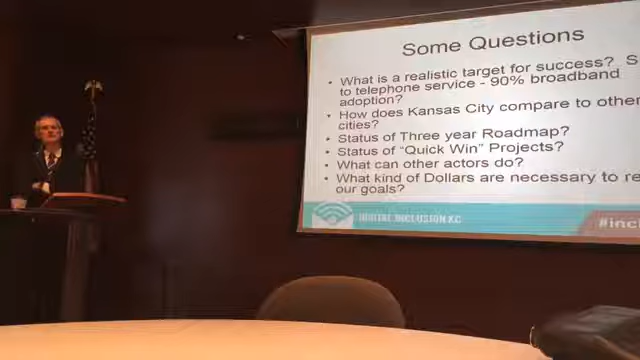 Some Questions
• What is a realistic target for success? S
to telephone service - 90% broadband
adoption?
• How does Kansas City compare to other
cities?
• Status of Three year Roadmap?
• Status of "Quick Win" Projects?
• What can other actors do?
• What kind of Dollars are necessary to re
our goals?
DIGITAL INCLUSION KC
#incl